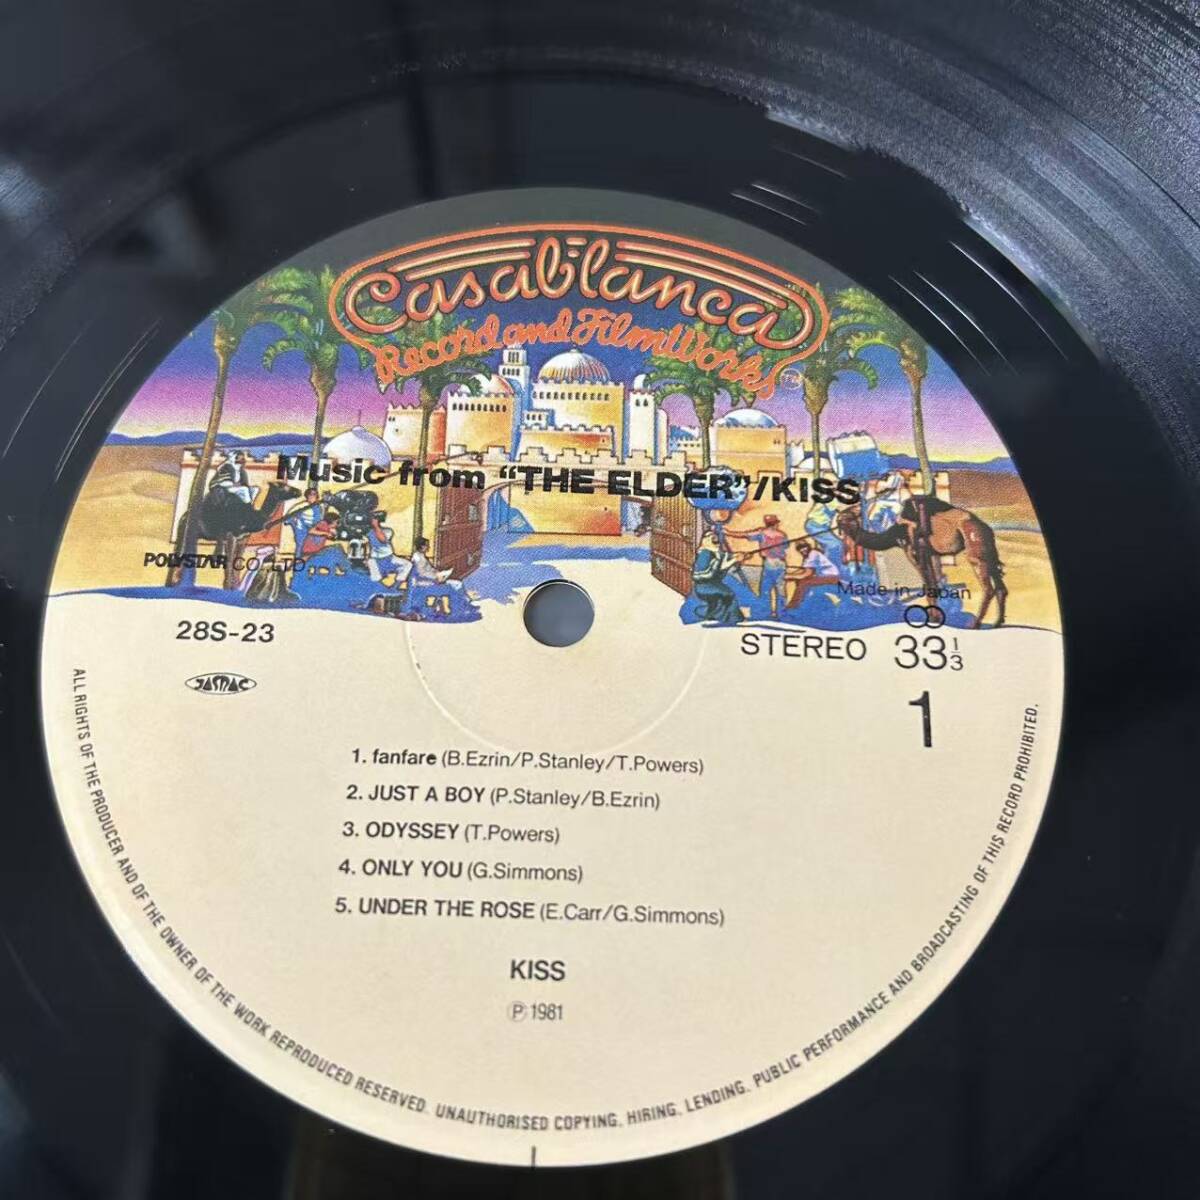 Casablanca
Record and FilmWorks
TM
Music from "THE ELDER"/KISS
POLYSTAR CO. LTD.
Made in Japan
28S-23
STEREO 33 1/3
JASRAC
1
1. fanfare (B.Ezrin/P.Stanley/T.Powers)
2. JUST A BOY (P.Stanley/B.Ezrin)
3. ODYSSEY (T.Powers)
4. ONLY YOU (G.Simmons)
5. UNDER THE ROSE (E.Carr/G.Simmons)
KISS
Ⓟ 1981
ALL RIGHTS OF THE PRODUCER AND OF THE OWNER OF THE WORK REPRODUCED RESERVED. UNAUTHORISED COPYING. HIRING. LENDING. PUBLIC PERFORMANCE AND BROADCASTING OF THIS RECORD PROHIBITED.